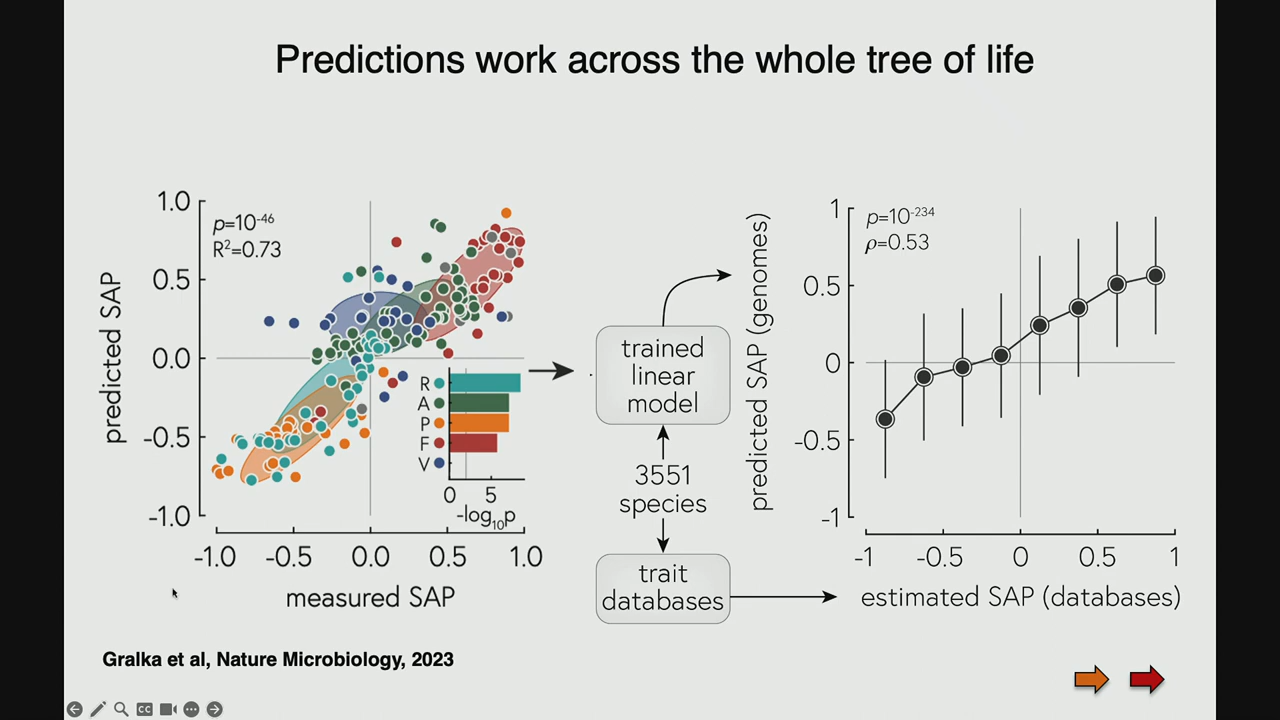 Predictions work across the whole tree of life
predicted SAP
1.0
0.5
0.0
-0.5
-1.0
p=10-46
R2=0.73
R
A
P
F
V
0 5
-log10p
-1.0 -0.5 0.0 0.5 1.0
measured SAP
trained
linear
model
3551
species
trait
databases
predicted SAP (genomes)
1
0.5
0
-0.5
-1
p=10-234
ρ=0.53
-1 -0.5 0 0.5 1
estimated SAP (databases)
Gralka et al, Nature Microbiology, 2023
CC